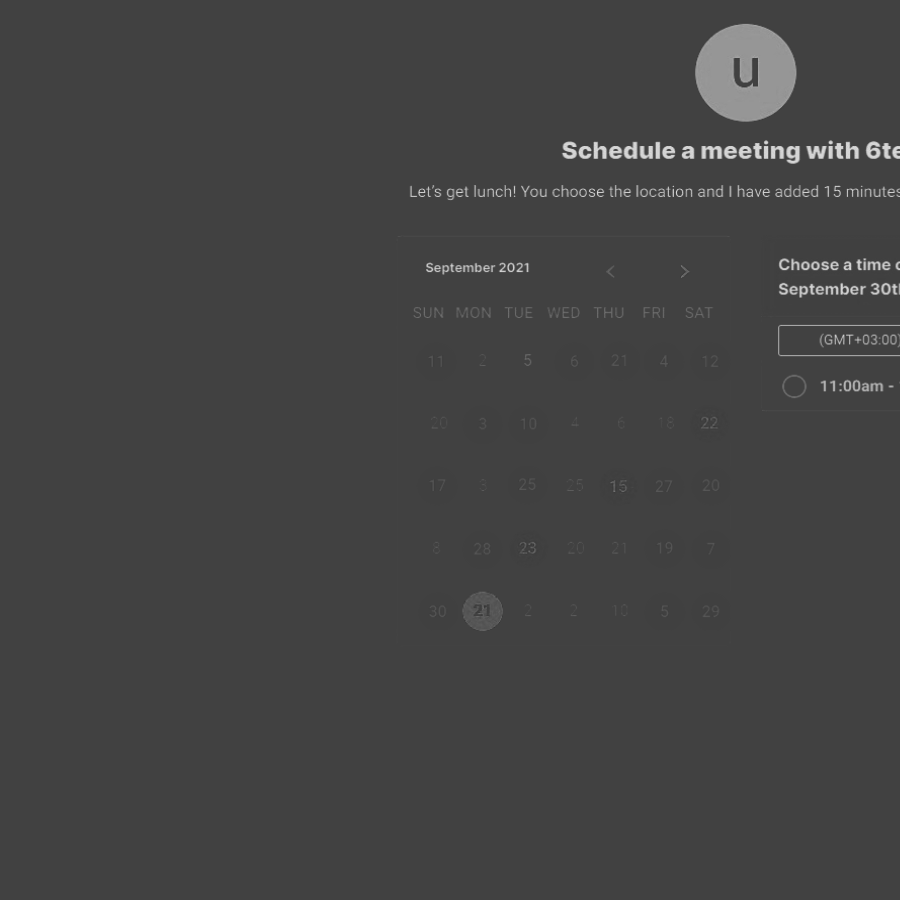 u
Schedule a meeting with 6te
Let's get lunch! You choose the location and I have added 15 minutes
September 2021
SUN MON TUE WED THU FRI SAT
11 2 5 6 21 4 12
20 3 10 4 6 18 22
17 3 25 25 15 27 20
8 28 23 20 21 19 7
30 21 2 2 10 5 29
Choose a time o
September 30th
(GMT+03:00)
11:00am -